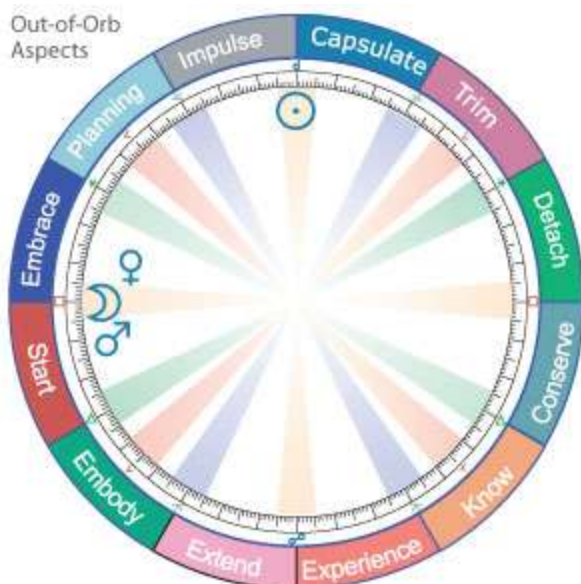 Out-of-Orb
Aspects
Impulse
Capsulate
Trim
Detach
Conserve
Know
Experience
Extend
Embody
Start
Embrace
Planning